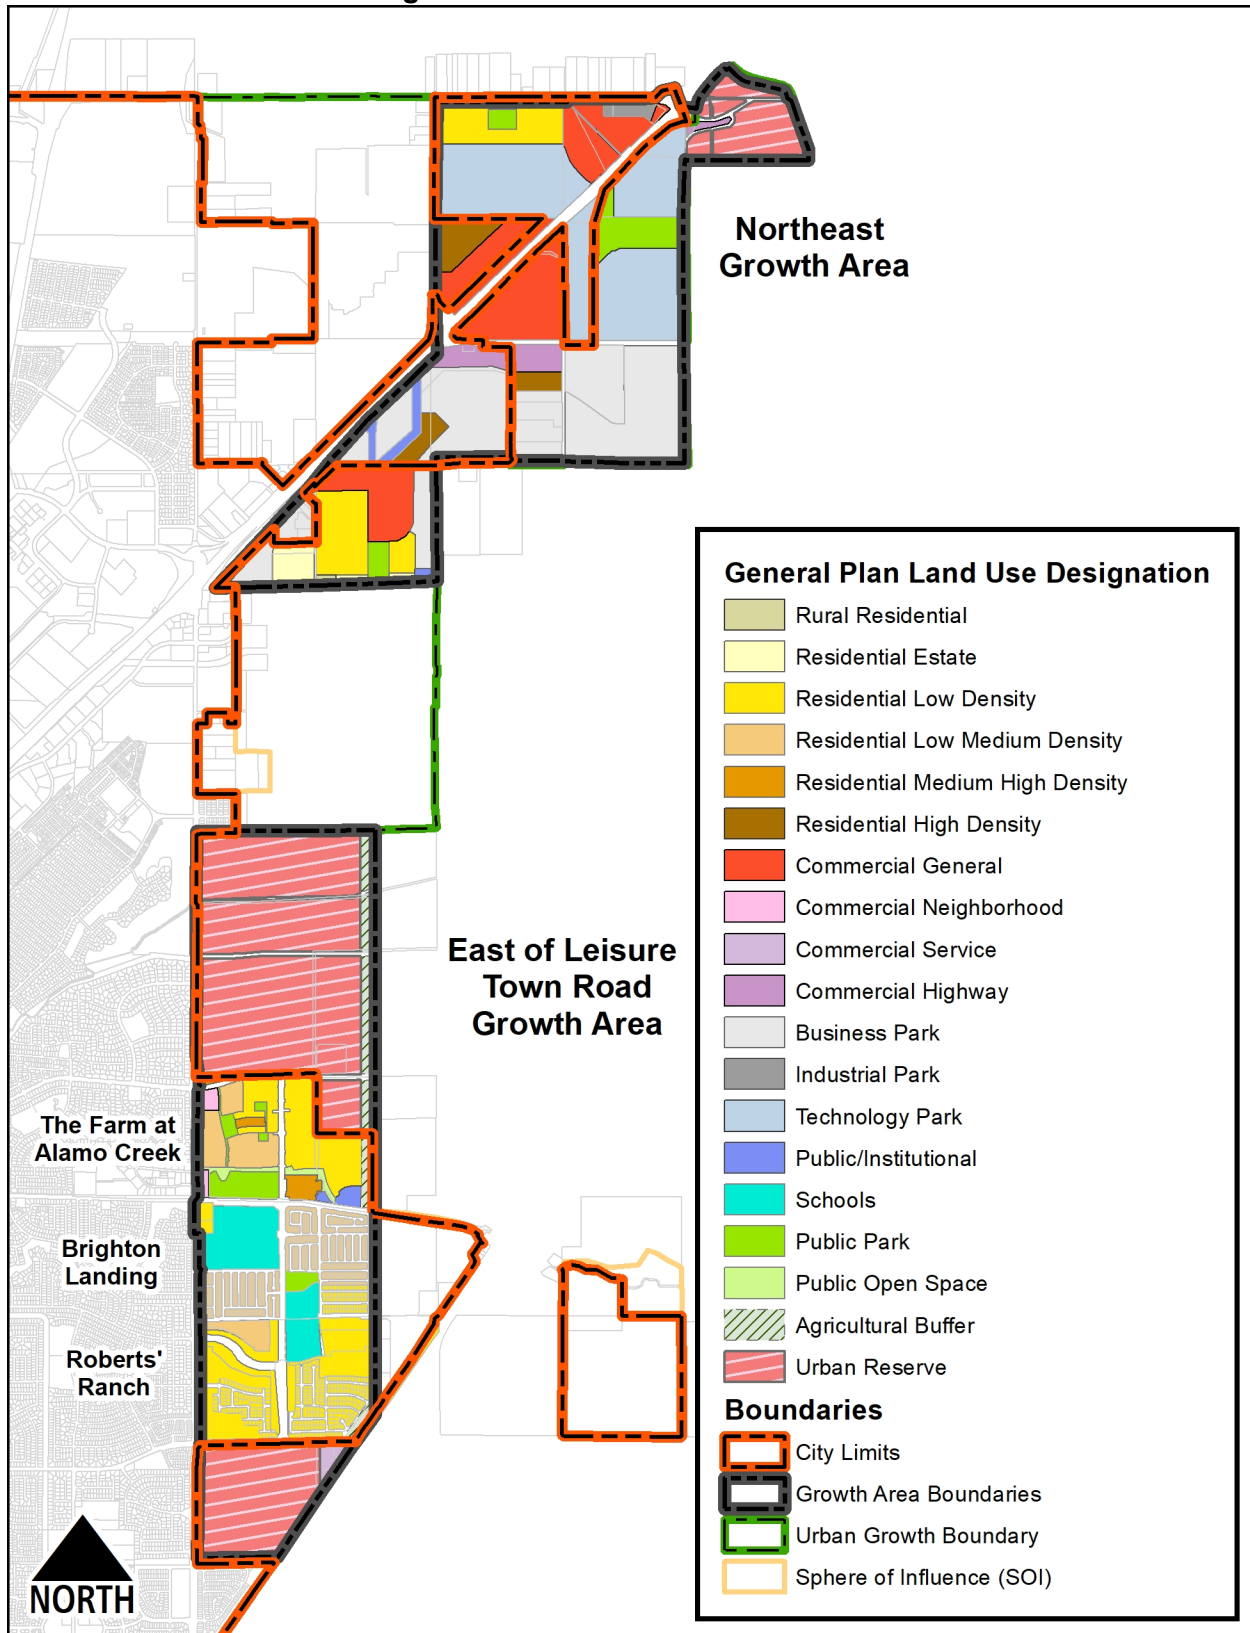 Northeast
Growth Area
East of Leisure
Town Road
Growth Area
The Farm at
Alamo Creek
Brighton
Landing
Roberts'
Ranch
NORTH
General Plan Land Use Designation
Rural Residential
Residential Estate
Residential Low Density
Residential Low Medium Density
Residential Medium High Density
Residential High Density
Commercial General
Commercial Neighborhood
Commercial Service
Commercial Highway
Business Park
Industrial Park
Technology Park
Public/Institutional
Schools
Public Park
Public Open Space
Agricultural Buffer
Urban Reserve
Boundaries
City Limits
Growth Area Boundaries
Urban Growth Boundary
Sphere of Influence (SOI)